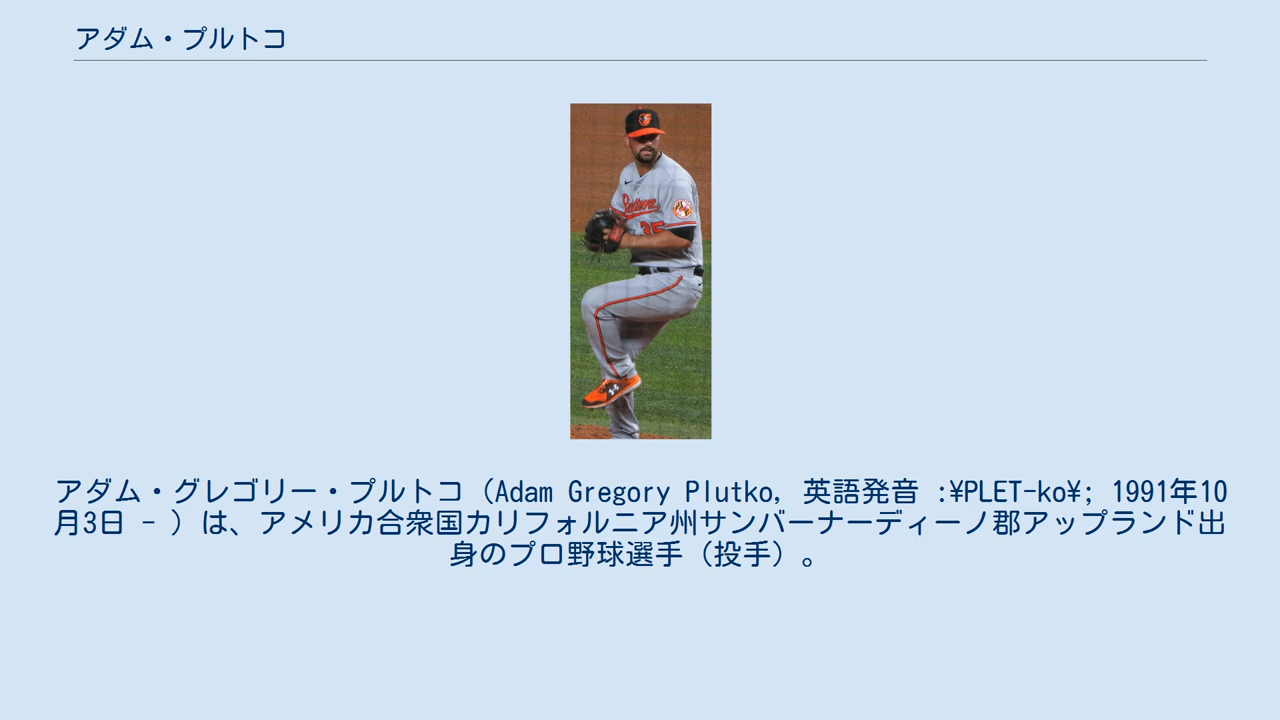 アダム・プルトコ
Baltimore
35
アダム・グレゴリー・プルトコ（Adam Gregory Plutko, 英語発音 :¥PLET-ko¥; 1991年10
月3日 - ）は、アメリカ合衆国カリフォルニア州サンバーナーディーノ郡アップランド出
身のプロ野球選手（投手）。